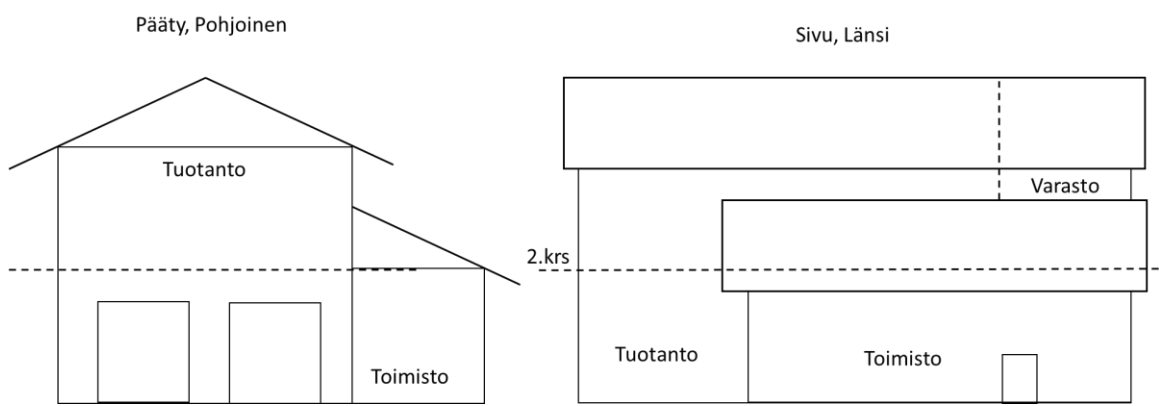 Pääty, Pohjoinen
Sivu, Länsi
Tuotanto
Varasto
2.krs
Toimisto
Tuotanto
Toimisto